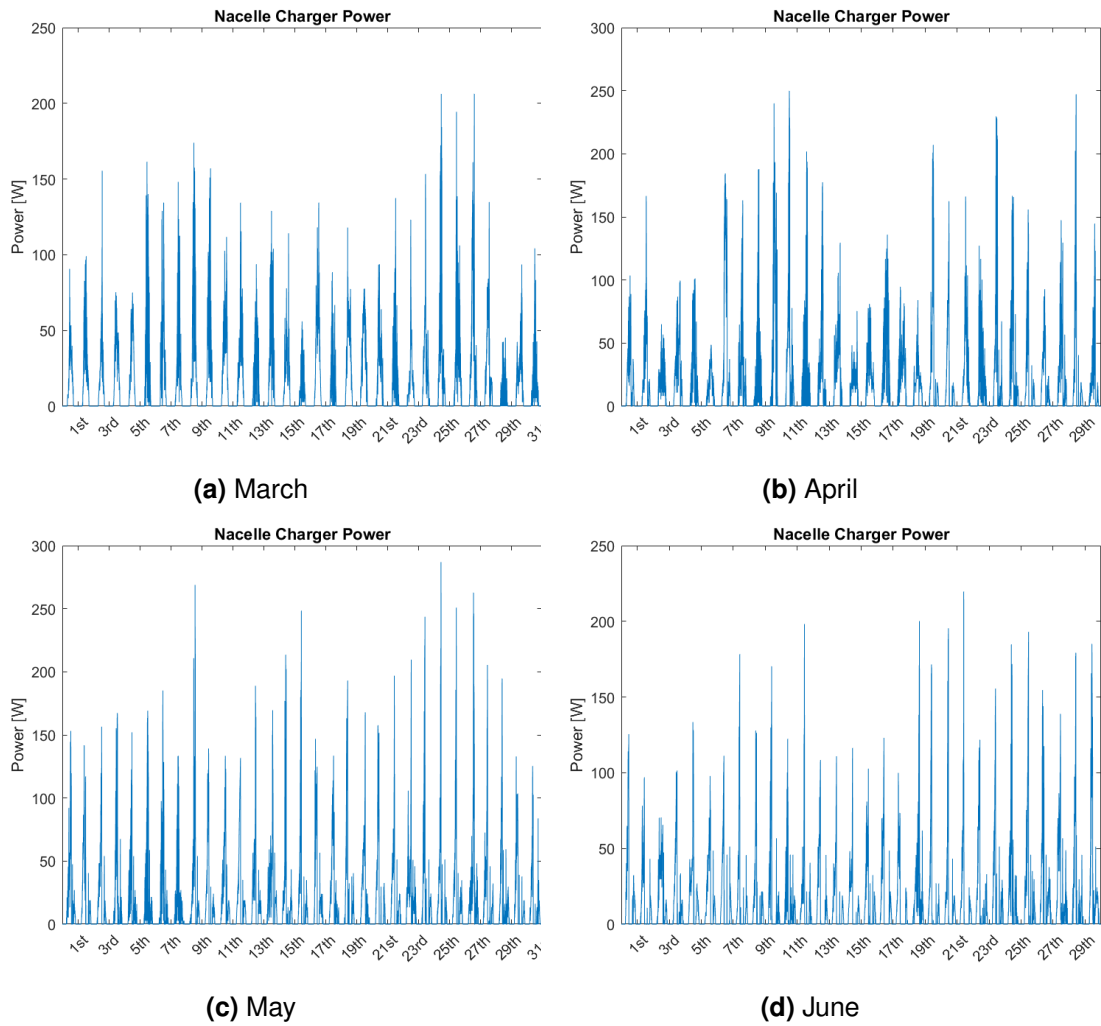 Nacelle Charger Power
250
200
150
100
50
0
Power [W]
1st 3rd 5th 7th 9th 11th 13th 15th 17th 19th 21st 23rd 25th 27th 29th 31
(a) March
Nacelle Charger Power
300
250
200
150
100
50
0
Power [W]
1st 3rd 5th 7th 9th 11th 13th 15th 17th 19th 21st 23rd 25th 27th 29th
(b) April
Nacelle Charger Power
300
250
200
150
100
50
0
Power [W]
1st 3rd 5th 7th 9th 11th 13th 15th 17th 19th 21st 23rd 25th 27th 29th 31
(c) May
Nacelle Charger Power
250
200
150
100
50
0
Power [W]
1st 3rd 5th 7th 9th 11th 13th 15th 17th 19th 21st 23rd 25th 27th 29th
(d) June